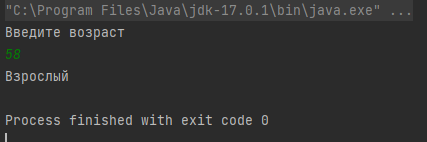 "C:\Program Files\Java\jdk-17.0.1\bin\java.exe" ...
Введите возраст
58
Взрослый
Process finished with exit code 0